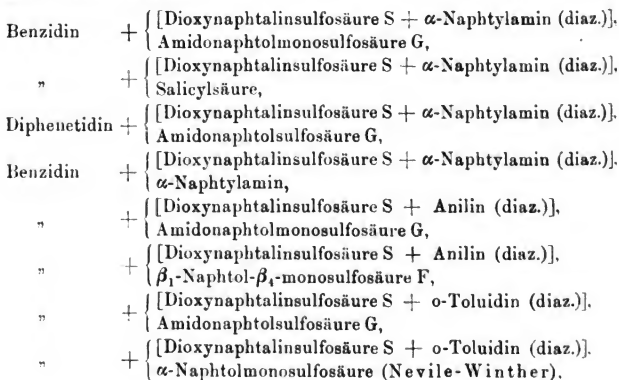 Benzidin + { [Dioxynaphtalinsulfosäure S + α-Naphtylamin (diaz.)],
Amidonaphtolmonosulfosäure G,
„ + { [Dioxynaphtalinsulfosäure S + α-Naphtylamin (diaz.)],
Salicylsäure,
Diphenetidin + { [Dioxynaphtalinsulfosäure S + α-Naphtylamin (diaz.)],
Amidonaphtolsulfosäure G,
Benzidin + { [Dioxynaphtalinsulfosäure S + α-Naphtylamin (diaz.)],
α-Naphtylamin,
„ + { [Dioxynaphtalinsulfosäure S + Anilin (diaz.)],
Amidonaphtolmonosulfosäure G,
„ + { [Dioxynaphtalinsulfosäure S + Anilin (diaz.)],
β₁-Naphtol-β₄-monosulfosäure F,
„ + { [Dioxynaphtalinsulfosäure S + o-Toluidin (diaz.)],
Amidonaphtolsulfosäure G,
„ + { [Dioxynaphtalinsulfosäure S + o-Toluidin (diaz.)],
α-Naphtolmonosulfosäure (Nevile-Winther),